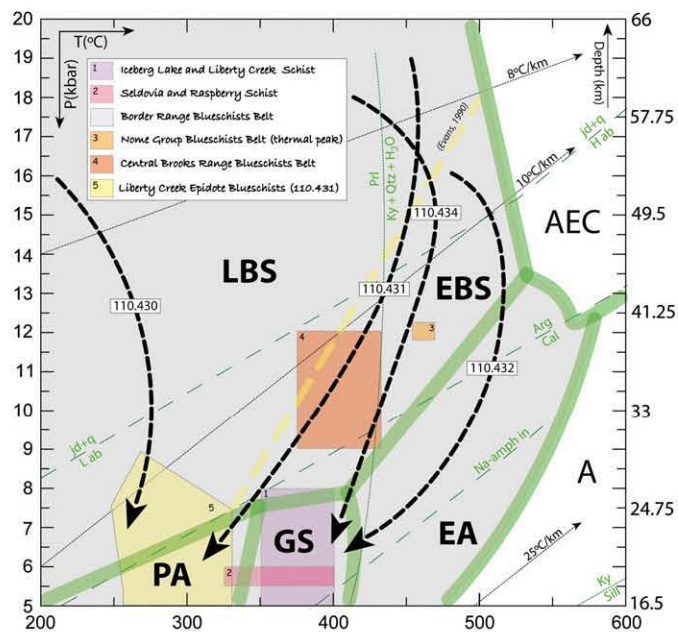 20
19
18
17
16
15
14
13
12
11
10
9
8
7
6
5
T(ºC)
P(kbar)
1 Iceberg Lake and Liberty Creek Schist
2 Seldovia and Raspberry Schist
Border Range Blueschists Belt
3 Nome Group Blueschists Belt (thermal peak)
4 Central Brooks Range Blueschists Belt
5 Liberty Creek Epidote Blueschists (110.431)
(Evans, 1990)
8ºC/km
Depth (km)
66
57.75
49.5
41.25
33
24.75
16.5
jd+q
H ab
10ºC/km
Prl
Ky + Qtz + H2O
AEC
110.434
LBS
EBS
110.430
110.431
4
3
Arg
Cal
110.432
jd+q
L ab
Na-amph in
A
5
1
GS
EA
PA
2
25ºC/km
Ky
Sill
200
300
400
500
600